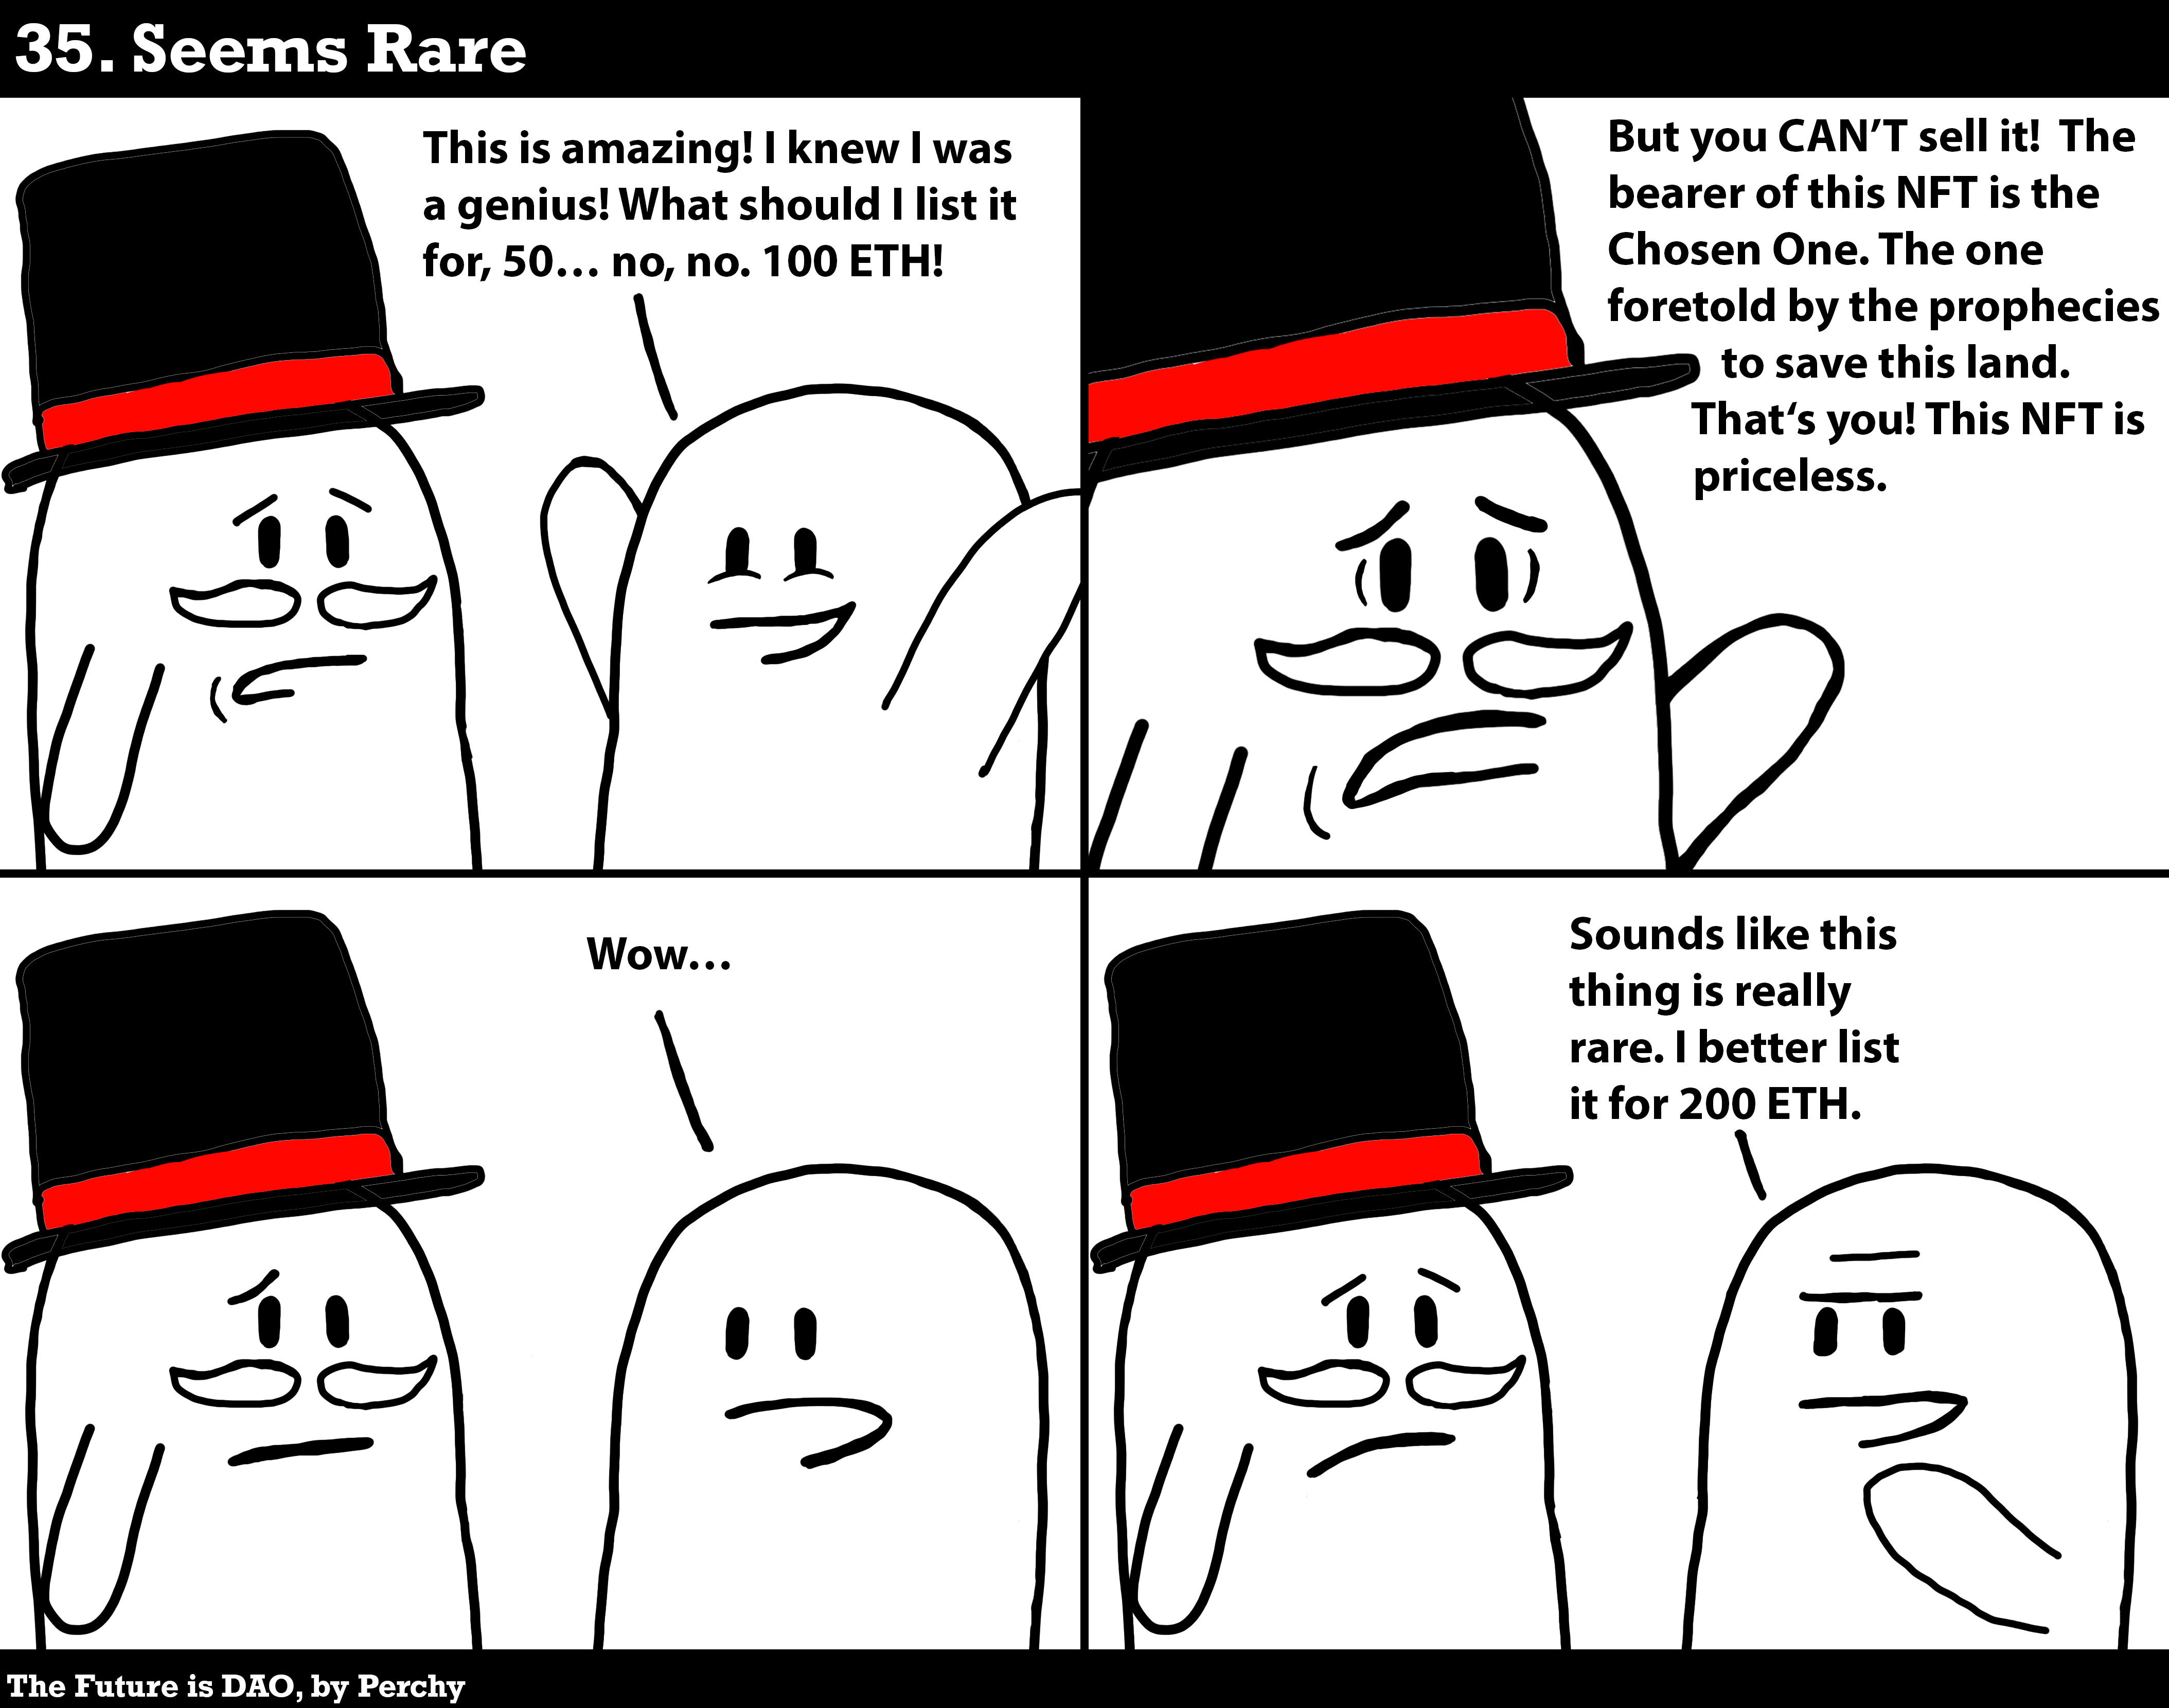 35. Seems Rare
This is amazing! I knew I was
a genius! What should I list it
for, 50... no, no. 100 ETH!
But you CAN'T sell it!  The
bearer of this NFT is the
Chosen One. The one
foretold by the prophecies
to save this land.
That‘s you! This NFT is
priceless.
Wow...
Sounds like this
thing is really
rare. I better list
it for 200 ETH.
The Future is DAO, by Perchy